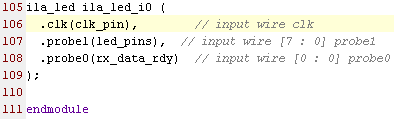 105 ila_led ila_led_i0 (
106   .clk(clk_pin),        // input wire clk
107   .probe1(led_pins),  // input wire [7 : 0] probe1
108   .probe0(rx_data_rdy)  // input wire [0 : 0] probe0
109 );
110
111 endmodule